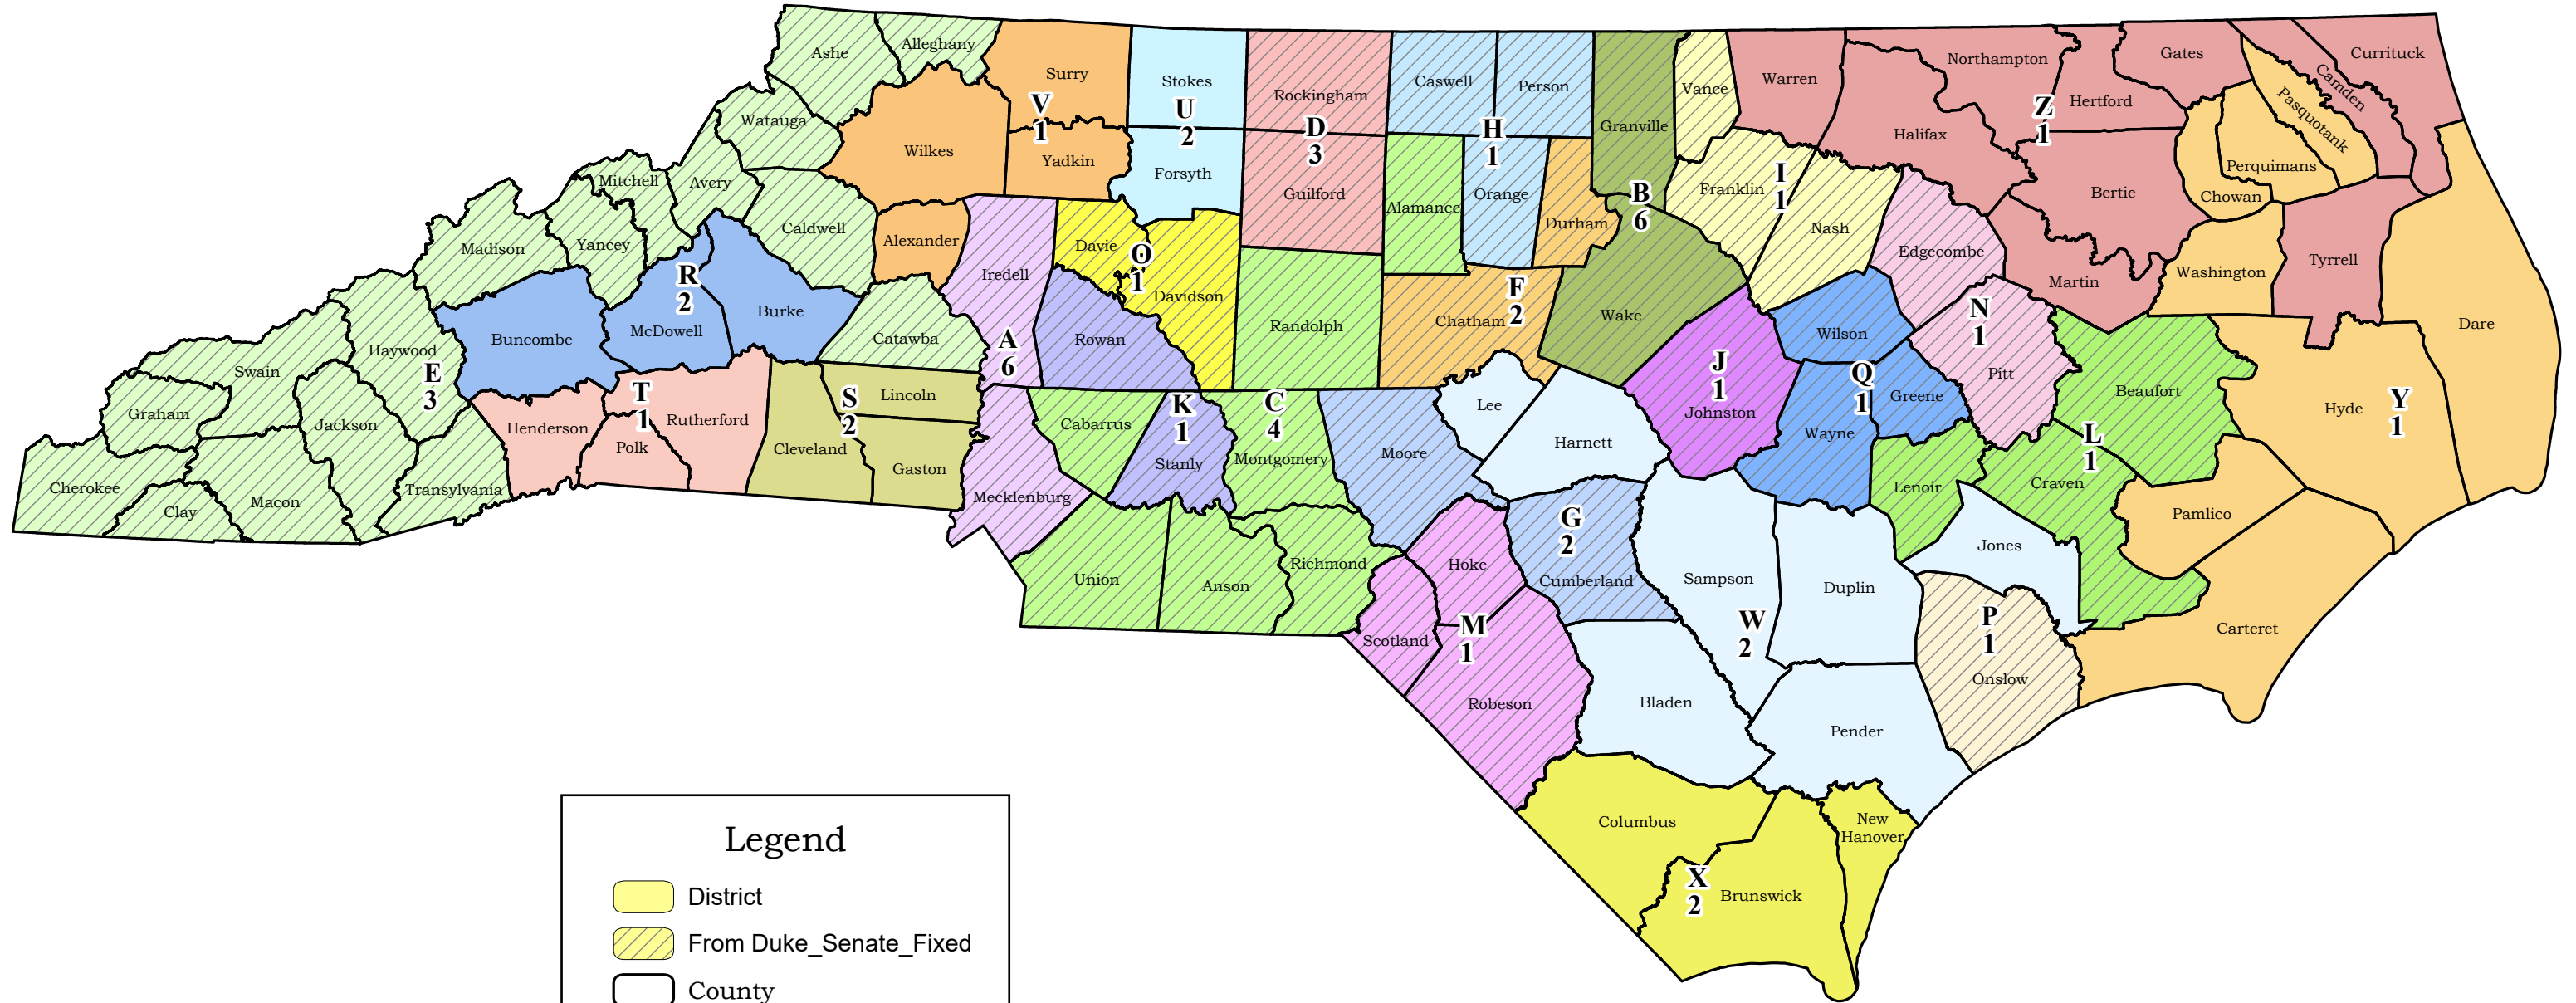 Ashe
Alleghany
Surry
Stokes
Rockingham
Caswell
Person
Granville
Vance
Warren
Northampton
Gates
Currituck
Camden
Pasquotank
Hertford
Halifax
Perquimans
Chowan
Bertie
Watauga
Wilkes
V
1
Yadkin
U
2
Forsyth
D
3
Guilford
H
1
Alamance
Orange
Durham
B
6
Franklin
I
1
Nash
Z
1
Edgecombe
Martin
Washington
Tyrrell
Dare
Mitchell
Avery
Caldwell
Alexander
Madison
Yancey
Iredell
Davie
O
1
Davidson
Randolph
Chatham
F
2
Wake
R
2
Burke
McDowell
Buncombe
Catawba
Rowan
A
6
Wilson
N
1
Pitt
Beaufort
Hyde
Y
1
Swain
Haywood
E
3
Graham
Jackson
Henderson
T
1
Rutherford
Polk
S
2
Lincoln
Cleveland
Gaston
Cabarrus
K
1
Stanly
C
4
Montgomery
Moore
Lee
Harnett
J
1
Johnston
Q
1
Greene
Wayne
Lenoir
L
1
Craven
Pamlico
Cherokee
Clay
Macon
Transylvania
Mecklenburg
Union
Anson
Richmond
Hoke
G
2
Cumberland
Sampson
Duplin
Jones
Scotland
M
1
Robeson
W
2
P
1
Onslow
Carteret
Bladen
Pender
Columbus
New
Hanover
X
2
Brunswick
Legend
District
From Duke_Senate_Fixed
County